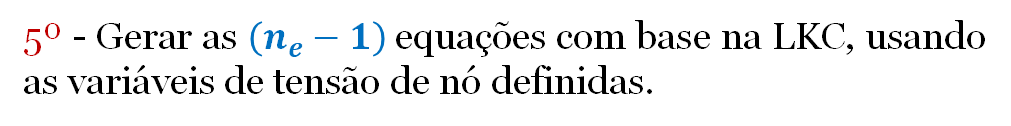 5º - Gerar as (nₑ − 1) equações com base na LKC, usando
as variáveis de tensão de nó definidas.